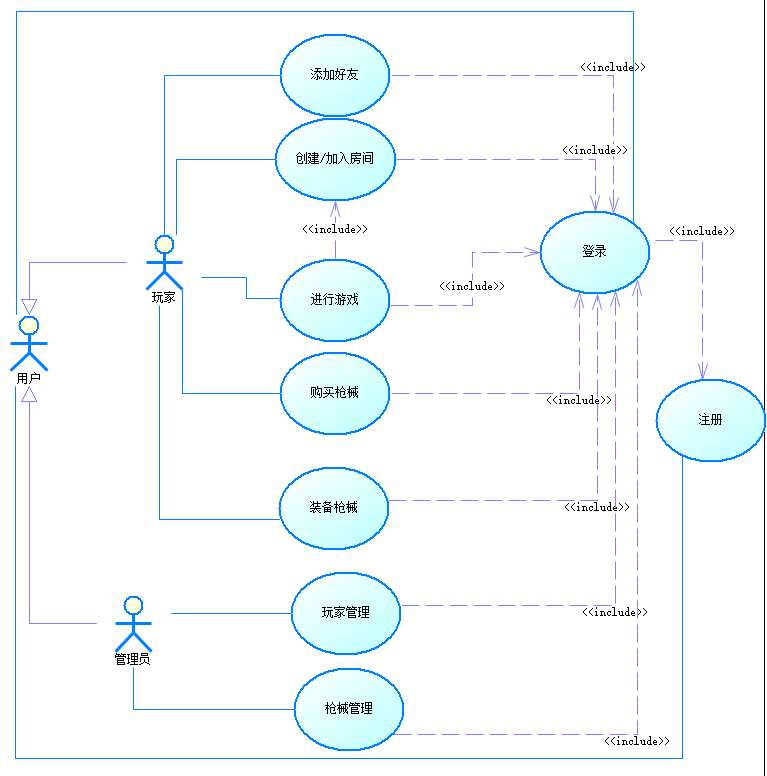 添加好友
<<include>>
创建/加入房间
<<include>>
<<include>>
<<include>>
登录
玩家
进行游戏
<<include>>
用户
购买枪械
<<include>>
注册
装备枪械
<<include>>
玩家管理
<<include>>
管理员
枪械管理
<<include>>